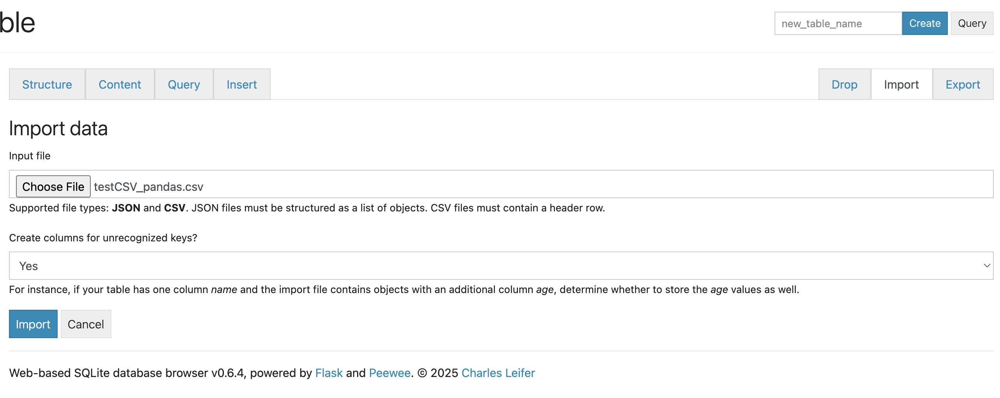 ble
new_table_name Create Query
Structure Content Query Insert Drop Import Export
Import data
Input file
Choose File testCSV_pandas.csv
Supported file types: JSON and CSV. JSON files must be structured as a list of objects. CSV files must contain a header row.
Create columns for unrecognized keys?
Yes
For instance, if your table has one column name and the import file contains objects with an additional column age, determine whether to store the age values as well.
Import Cancel
Web-based SQLite database browser v0.6.4, powered by Flask and Peewee. © 2025 Charles Leifer